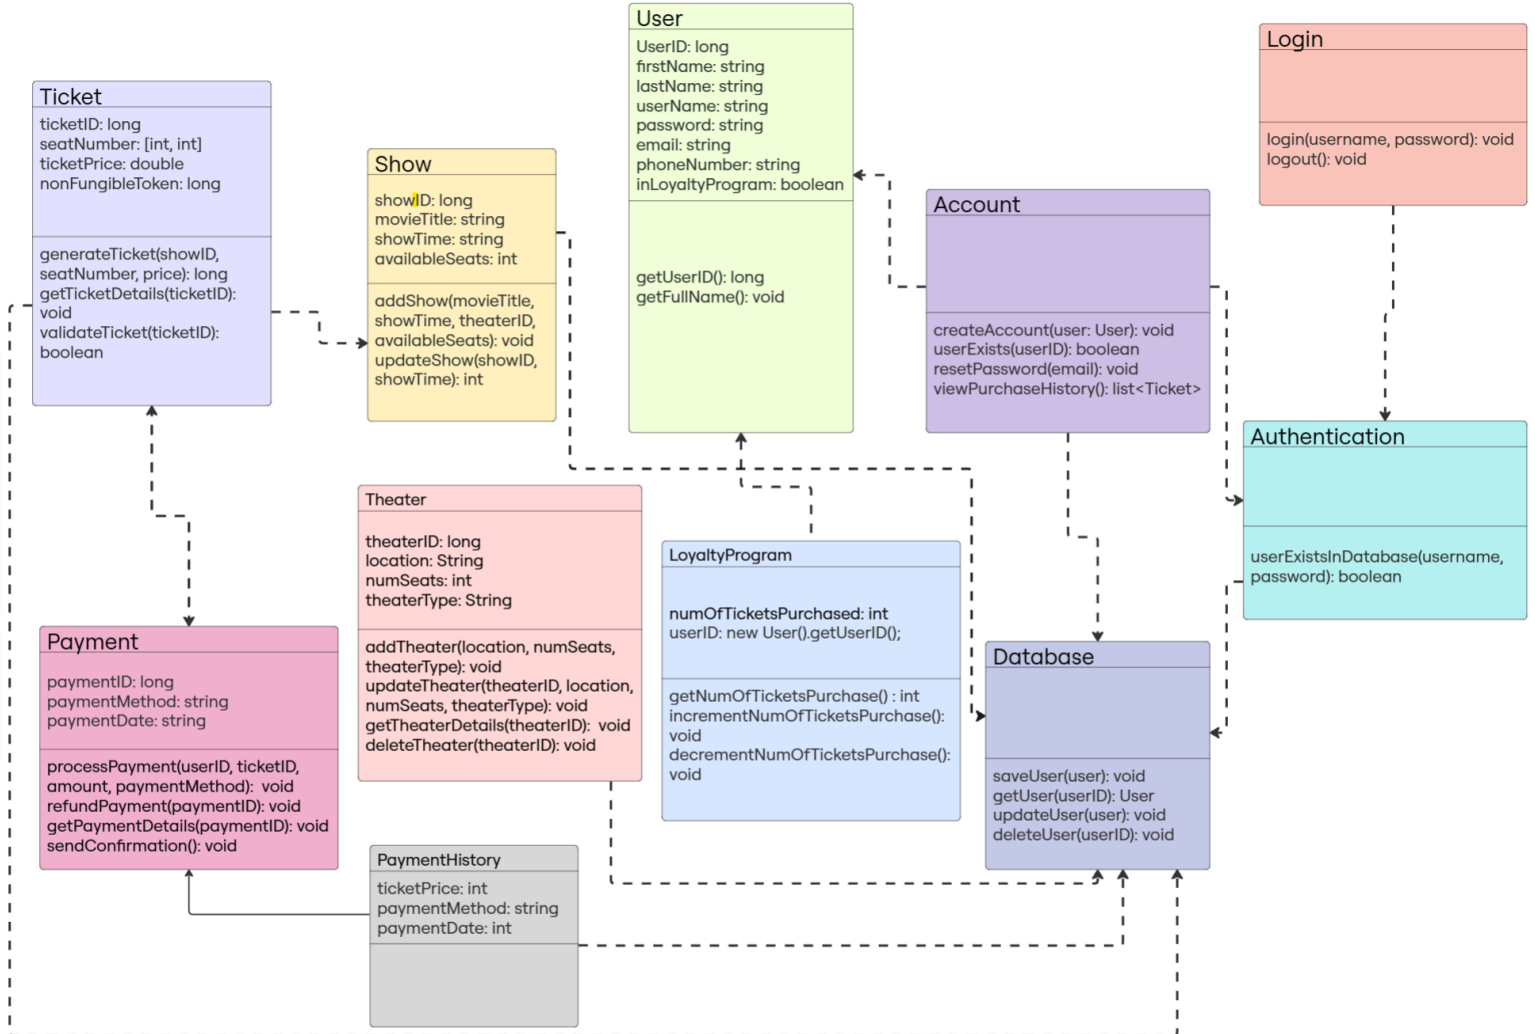 User
UserID: long
firstName: string
lastName: string
userName: string
password: string
email: string
phoneNumber: string
inLoyaltyProgram: boolean
getUserID(): long
getFullName(): void
Login
login(username, password): void
logout(): void
Ticket
ticketID: long
seatNumber: [int, int]
ticketPrice: double
nonFungibleToken: long
generateTicket(showID,
seatNumber, price): long
getTicketDetails(ticketID):
void
validateTicket(ticketID):
boolean
Show
showID: long
movieTitle: string
showTime: string
availableSeats: int
addShow(movieTitle,
showTime, theaterID,
availableSeats): void
updateShow(showID,
showTime): int
Account
createAccount(user: User): void
userExists(userID): boolean
resetPassword(email): void
viewPurchaseHistory(): list<Ticket>
Authentication
userExistsInDatabase(username,
password): boolean
Theater
theaterID: long
location: String
numSeats: int
theaterType: String
addTheater(location, numSeats,
theaterType): void
updateTheater(theaterID, location,
numSeats, theaterType): void
getTheaterDetails(theaterID):  void
deleteTheater(theaterID): void
LoyaltyProgram
numOfTicketsPurchased: int
userID: new User().getUserID();
getNumOfTicketsPurchase() : int
incrementNumOfTicketsPurchase():
void
decrementNumOfTicketsPurchase():
void
Payment
paymentID: long
paymentMethod: string
paymentDate: string
processPayment(userID, ticketID,
amount, paymentMethod):  void
refundPayment(paymentID): void
getPaymentDetails(paymentID): void
sendConfirmation(): void
Database
saveUser(user): void
getUser(userID): User
updateUser(user): void
deleteUser(userID): void
PaymentHistory
ticketPrice: int
paymentMethod: string
paymentDate: int